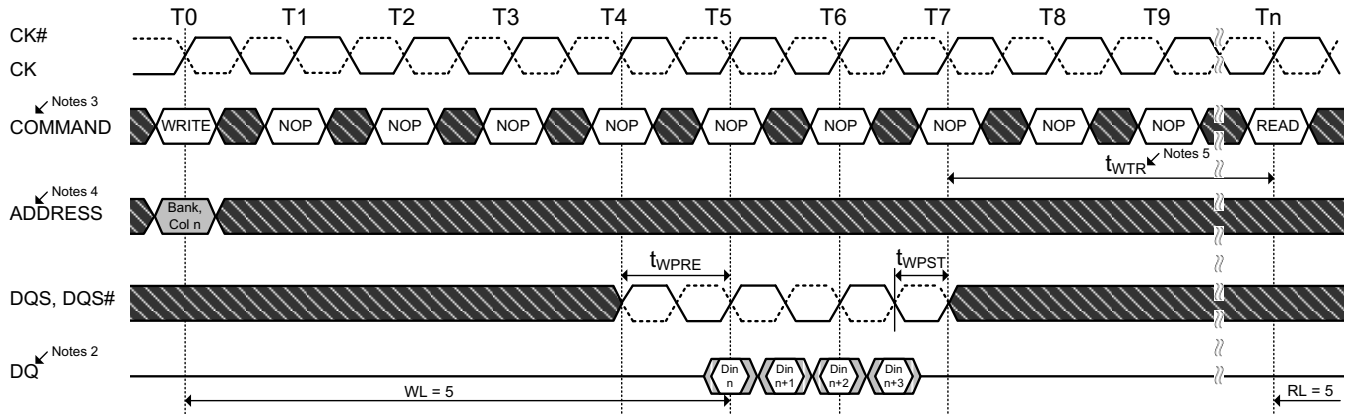 T0 T1 T2 T3 T4 T5 T6 T7 T8 T9 Tn
CK#
CK
Notes 3
COMMAND WRITE NOP NOP NOP NOP NOP NOP NOP NOP NOP READ
tWTR Notes 5
Notes 4
ADDRESS Bank,
Col n
tWPRE tWPST
DQS, DQS#
Notes 2
DQ Din Din Din Din
n n+1 n+2 n+3
WL = 5 RL = 5